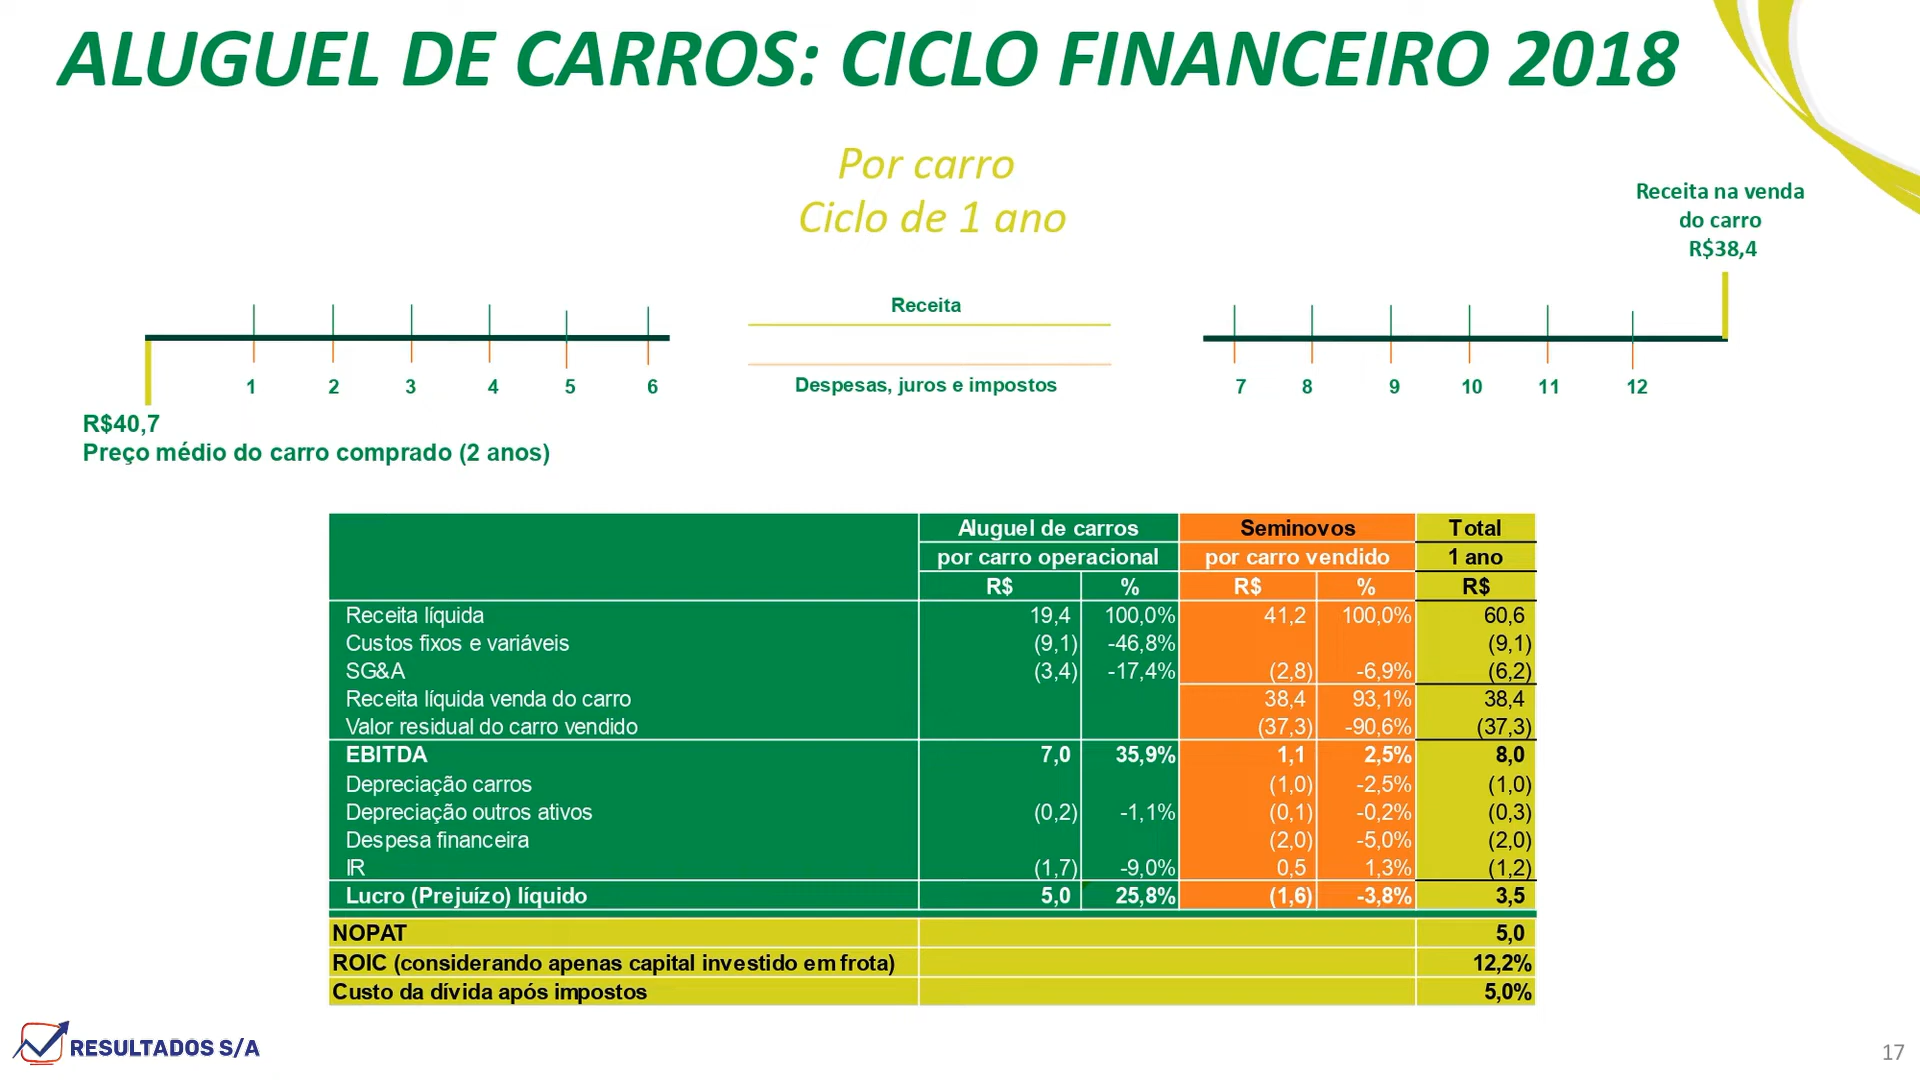 ALUGUEL DE CARROS: CICLO FINANCEIRO 2018
Por carro
Ciclo de 1 ano
Receita na venda
do carro
R$38,4
Receita
Despesas, juros e impostos
1 2 3 4 5 6 7 8 9 10 11 12
R$40,7
Preço médio do carro comprado (2 anos)
Aluguel de carros Seminovos Total
por carro operacional por carro vendido 1 ano
R$ % R$ % R$
Receita líquida 19,4 100,0% 41,2 100,0% 60,6
Custos fixos e variáveis (9,1) -46,8% (9,1)
SG&A (3,4) -17,4% (2,8) -6,9% (6,2)
Receita líquida venda do carro 38,4 93,1% 38,4
Valor residual do carro vendido (37,3) -90,6% (37,3)
EBITDA 7,0 35,9% 1,1 2,5% 8,0
Depreciação carros (1,0) -2,5% (1,0)
Depreciação outros ativos (0,2) -1,1% (0,1) -0,2% (0,3)
Despesa financeira (2,0) -5,0% (2,0)
IR (1,7) -9,0% 0,5 1,3% (1,2)
Lucro (Prejuízo) líquido 5,0 25,8% (1,6) -3,8% 3,5
NOPAT 5,0
ROIC (considerando apenas capital investido em frota) 12,2%
Custo da dívida após impostos 5,0%
RESULTADOS S/A
17